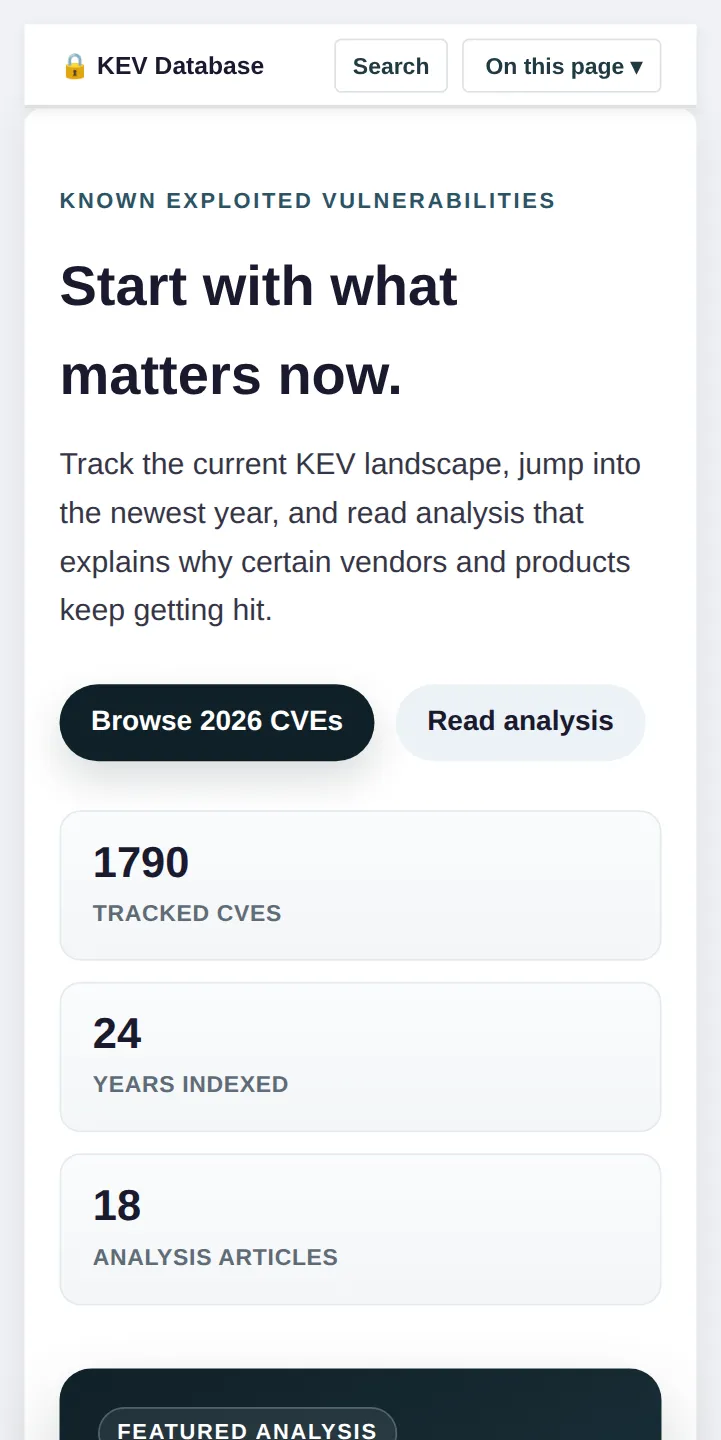 🔒 KEV Database
Search
On this page ▾
KNOWN EXPLOITED VULNERABILITIES
Start with what
matters now.
Track the current KEV landscape, jump into
the newest year, and read analysis that
explains why certain vendors and products
keep getting hit.
Browse 2026 CVEs
Read analysis
1790
TRACKED CVES
24
YEARS INDEXED
18
ANALYSIS ARTICLES
FEATURED ANALYSIS